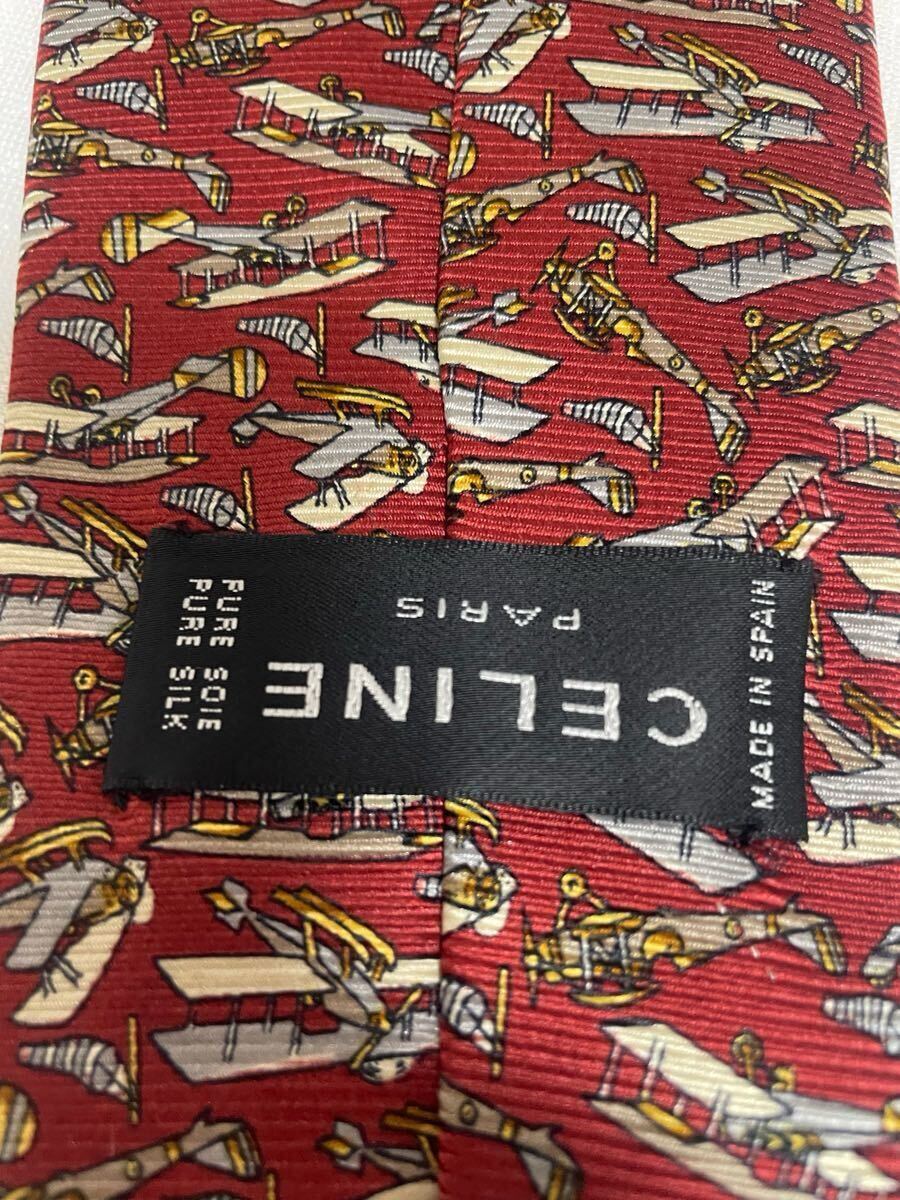 MADE IN SPAIN
CELINE
PARIS
PURE SOIE
PURE SILK